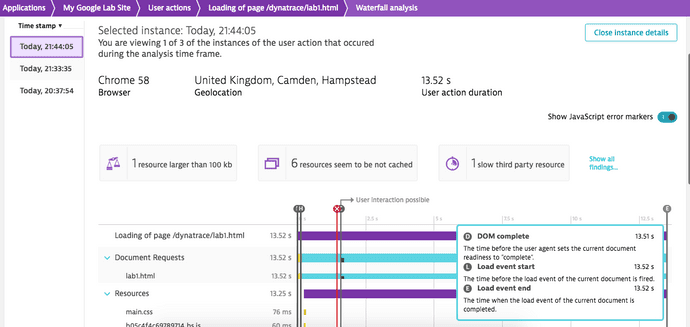 Applications
My Google Lab Site
User actions
Loading of page /dynatrace/lab1.html
Waterfall analysis
Time stamp ▾
Today, 21:44:05
Today, 21:33:35
Today, 20:37:54
Selected instance: Today, 21:44:05
You are viewing 1 of 3 of the instances of the user action that occured
during the analysis time frame.
Close instance details
Chrome 58
Browser
United Kingdom, Camden, Hampstead
Geolocation
13.52 s
User action duration
Show JavaScript error markers
1 resource larger than 100 kb
6 resources seem to be not cached
1 slow third party resource
Show all
findings...
User interaction possible
Loading of page /dynatrace/lab1.html 13.52 s
Document Requests 13.52 s
lab1.html 13.52 s
Resources 13.25 s
main.css 76 ms
60 ms
D DOM complete 13.51 s
The time before the user agent sets the current document
readiness to "complete".
L Load event start 13.52 s
The time before the load event of the current document is fired.
E Load event end 13.52 s
The time when the load event of the current document is
completed.